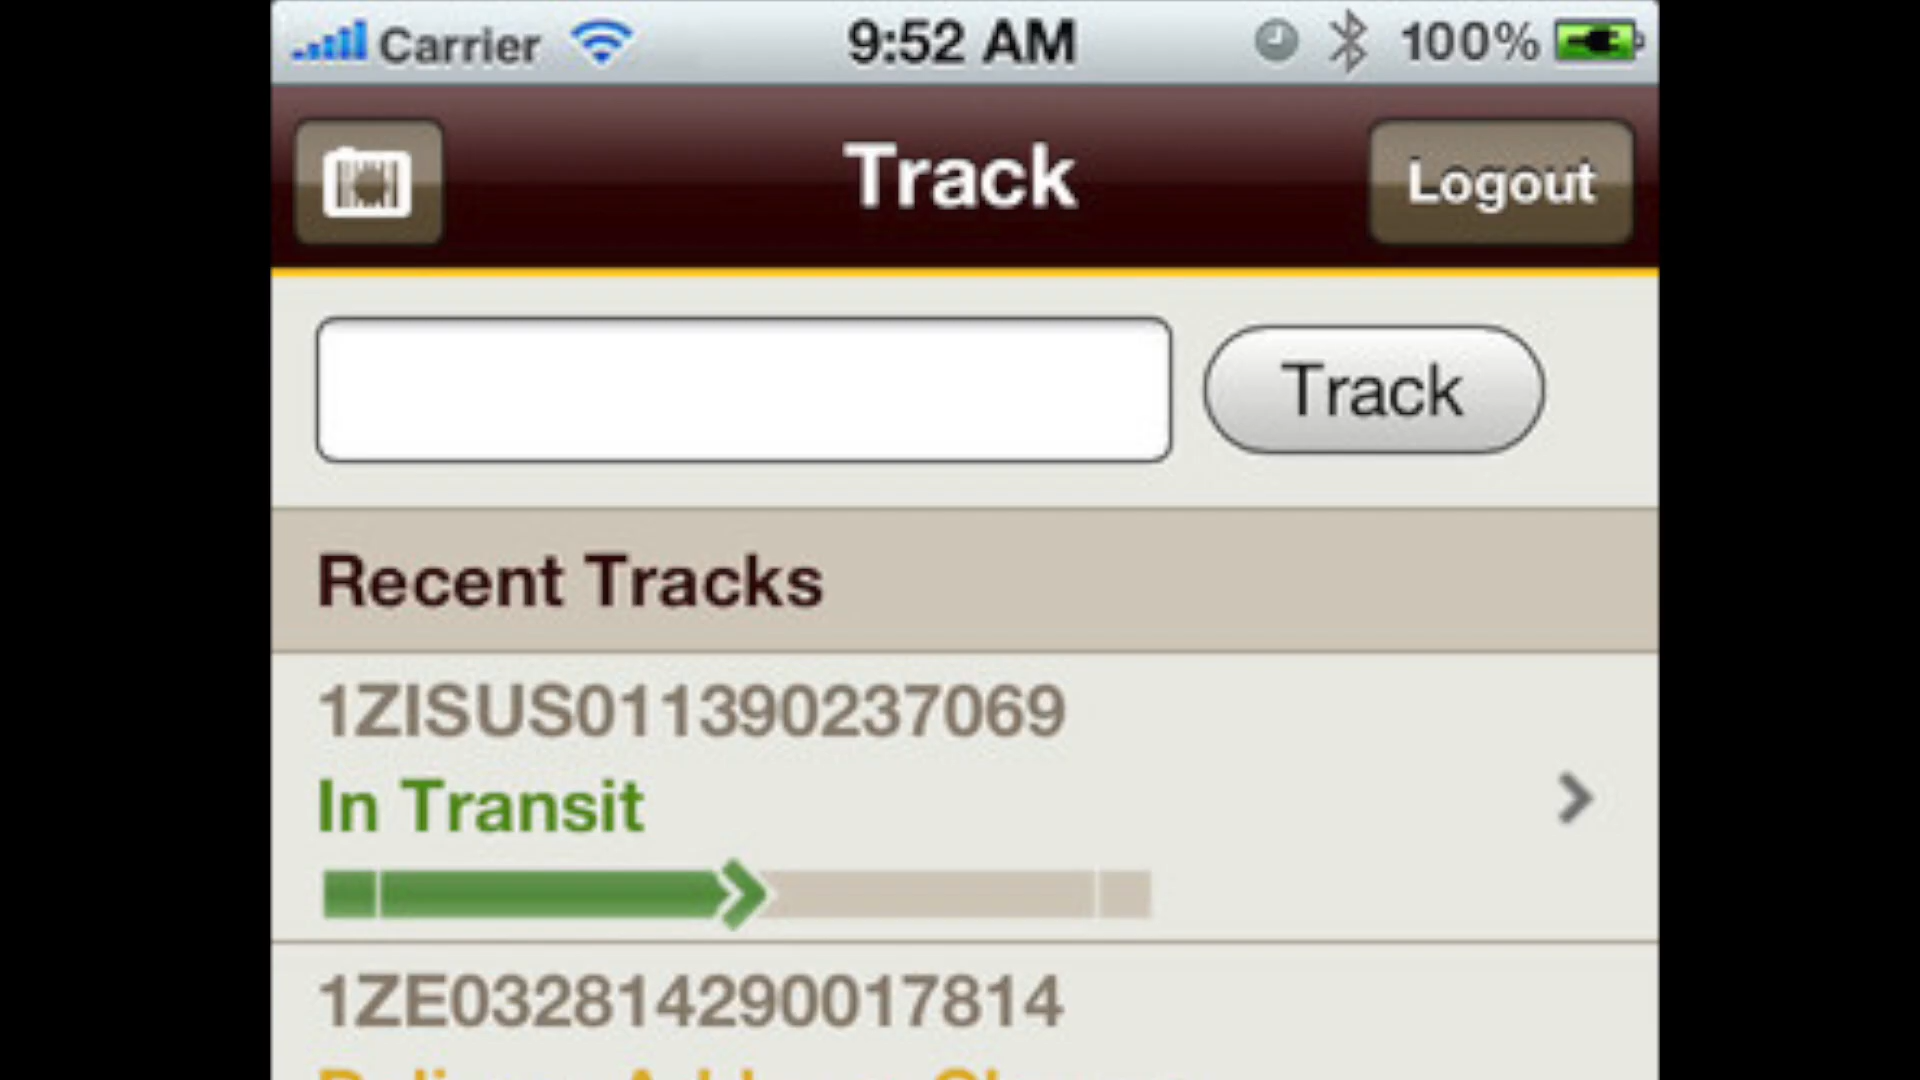 Carrier 9:52 AM 100%
Track
Logout
Track
Recent Tracks
1ZISUS011390237069
In Transit
1ZE032814290017814